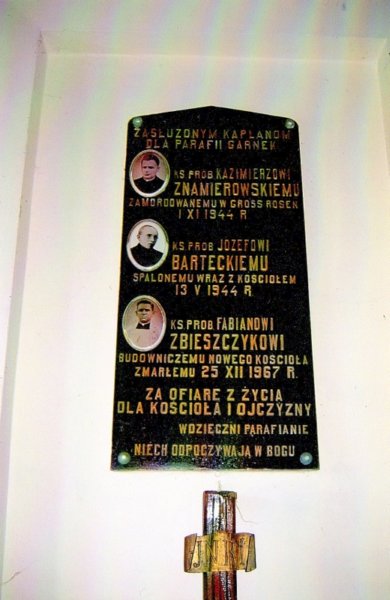 ZASŁUŻONYM KAPŁANOM
DLA PARAFII GARNEK
KS PROB KAZIMIERZOWI
ZNAMIEROWSKIEMU
ZAMORDOWANEMU W GROSS ROSEN
1 XI 1944 R
KS PROB JÓZEFOWI
BARTECKIEMU
SPALONEMU WRAZ Z KOŚCIOŁEM
13 V 1944 R
KS PROB FABIANOWI
ZBIESZCZYKOWI
BUDOWNICZEMU NOWEGO KOŚCIOŁA
ZMARŁEMU 25 XII 1967 R.
ZA OFIARĘ Z ŻYCIA
DLA KOŚCIOŁA I OJCZYZNY
WDZIĘCZNI PARAFIANIE
NIECH ODPOCZYWAJĄ W BOGU